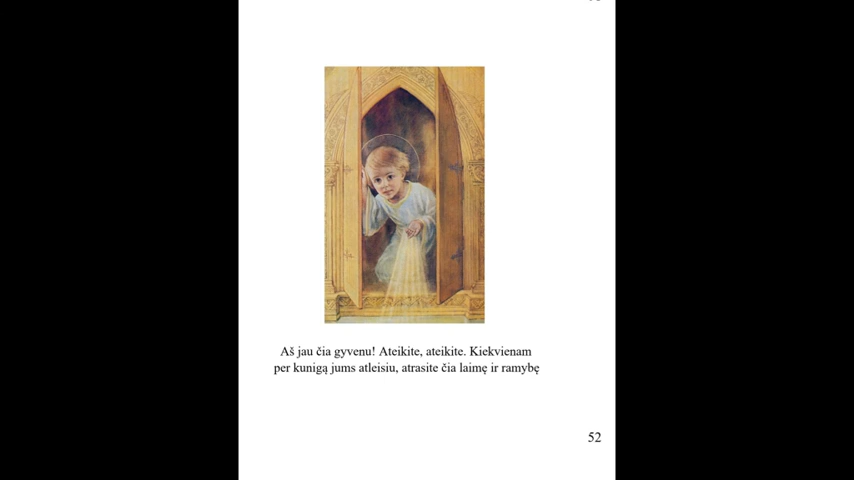 Aš jau čia gyvenu! Ateikite, ateikite. Kiekvienam
per kunigą jums atleisiu, atrasite čia laimę ir ramybę
52